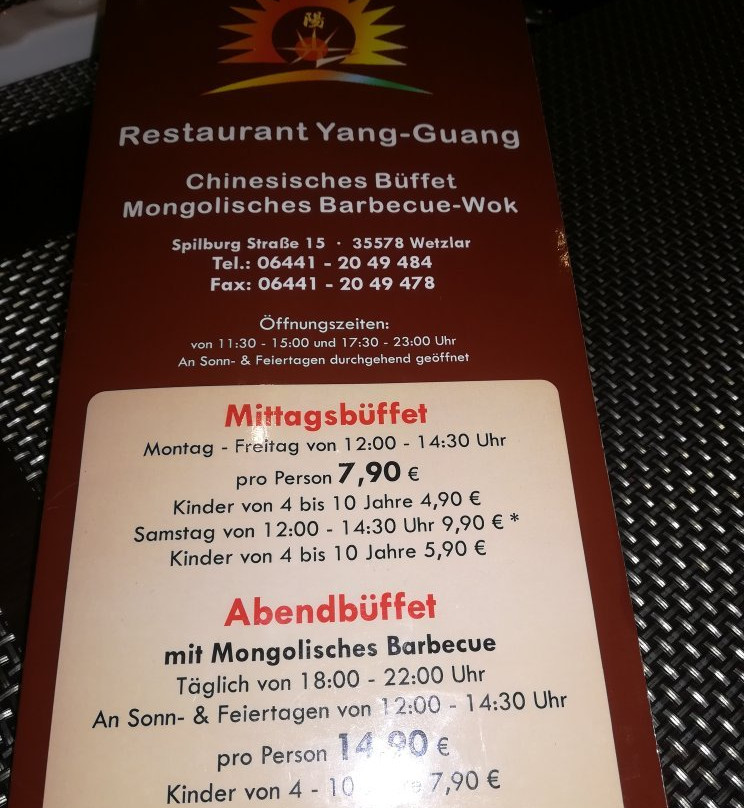 陽
Restaurant Yang-Guang
Chinesisches Büffet
Mongolisches Barbecue-Wok
Spilburg Straße 15 · 35578 Wetzlar
Tel.: 06441 - 20 49 484
Fax: 06441 - 20 49 478
Öffnungszeiten:
von 11:30 - 15:00 und 17:30 - 23:00 Uhr
An Sonn- & Feiertagen durchgehend geöffnet
Mittagsbüffet
Montag - Freitag von 12:00 - 14:30 Uhr
pro Person 7,90 €
Kinder von 4 bis 10 Jahre 4,90 €
Samstag von 12:00 - 14:30 Uhr 9,90 € *
Kinder von 4 bis 10 Jahre 5,90 €
Abendbüffet
mit Mongolisches Barbecue
Täglich von 18:00 - 22:00 Uhr
An Sonn- & Feiertagen von 12:00 - 14:30 Uhr
pro Person 14,90 €
Kinder von 4 - 10 7,90 €